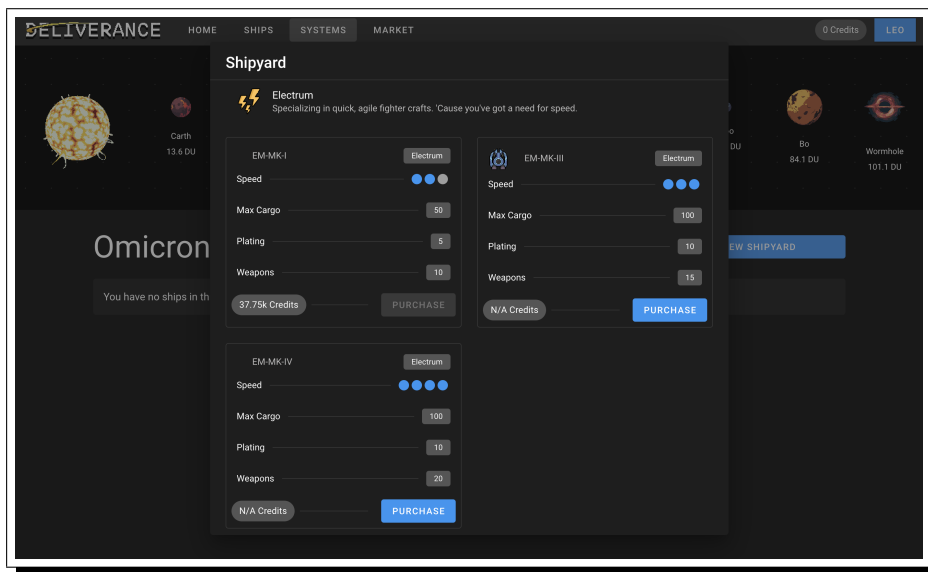 DELIVERANCE HOME SHIPS SYSTEMS MARKET 0 Credits LEO
Shipyard
Electrum
Specializing in quick, agile fighter crafts. 'Cause you've got a need for speed.
Carth
13.6 DU
o
DU
Bo
84.1 DU
Wormhole
101.1 DU
Omicron
EW SHIPYARD
You have no ships in th
EM-MK-I Electrum
Speed
Max Cargo 50
Plating 5
Weapons 10
37.75k Credits PURCHASE
EM-MK-III Electrum
Speed
Max Cargo 100
Plating 10
Weapons 15
N/A Credits PURCHASE
EM-MK-IV Electrum
Speed
Max Cargo 100
Plating 10
Weapons 20
N/A Credits PURCHASE